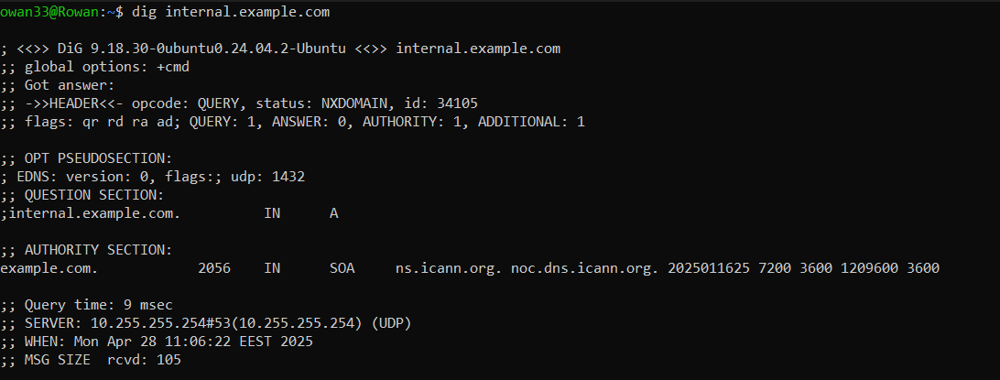 owan33@Rowan:~$ dig internal.example.com
; <<>> DiG 9.18.30-0ubuntu0.24.04.2-Ubuntu <<>> internal.example.com
;; global options: +cmd
;; Got answer:
;; ->>HEADER<<- opcode: QUERY, status: NXDOMAIN, id: 34105
;; flags: qr rd ra ad; QUERY: 1, ANSWER: 0, AUTHORITY: 1, ADDITIONAL: 1
;; OPT PSEUDOSECTION:
; EDNS: version: 0, flags:; udp: 1432
;; QUESTION SECTION:
;internal.example.com. IN A
;; AUTHORITY SECTION:
example.com. 2056 IN SOA ns.icann.org. noc.dns.icann.org. 2025011625 7200 3600 1209600 3600
;; Query time: 9 msec
;; SERVER: 10.255.255.254#53(10.255.255.254) (UDP)
;; WHEN: Mon Apr 28 11:06:22 EEST 2025
;; MSG SIZE rcvd: 105